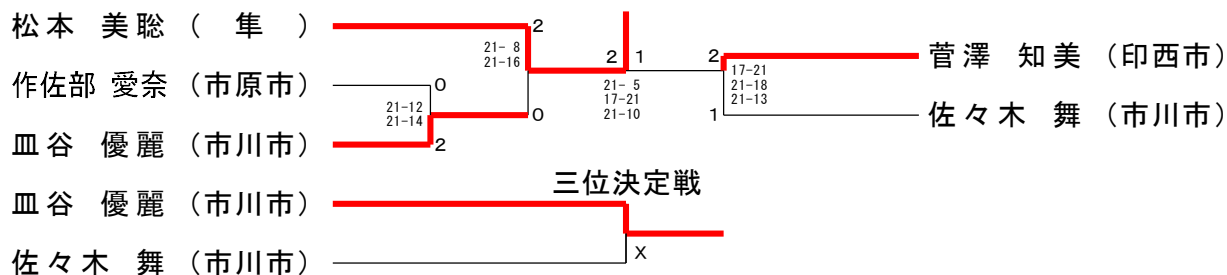 松本 美聡 ( 隼 )
2
21- 8
21-16
2
1
2
菅澤 知美 (印西市)
作佐部 愛奈 (市原市)
0
17-21
21-18
21-13
21- 5
17-21
21-10
21-12
21-14
0
1
佐々木 舞 (市川市)
皿谷 優麗 (市川市)
2
三位決定戦
皿谷 優麗 (市川市)
佐々木 舞 (市川市)
X